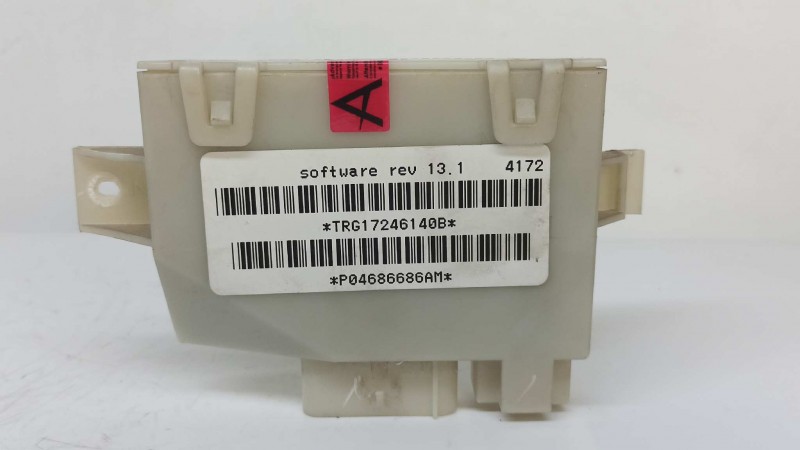 A
software rev 13.1 4172
*TRG17246140B*
*P04686686AM*